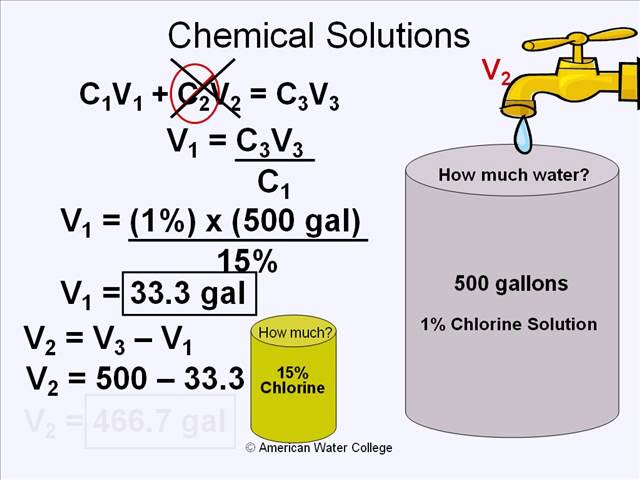 Chemical Solutions
V₂
C₁V₁ + C₂V₂ = C₃V₃
V₁ = C₃V₃
C₁
V₁ = (1%) x (500 gal)
15%
V₁ = 33.3 gal
V₂ = V₃ – V₁
V₂ = 500 – 33.3
V₂ = 466.7 gal
How much?
15%
Chlorine
How much water?
500 gallons
1% Chlorine Solution
© American Water College